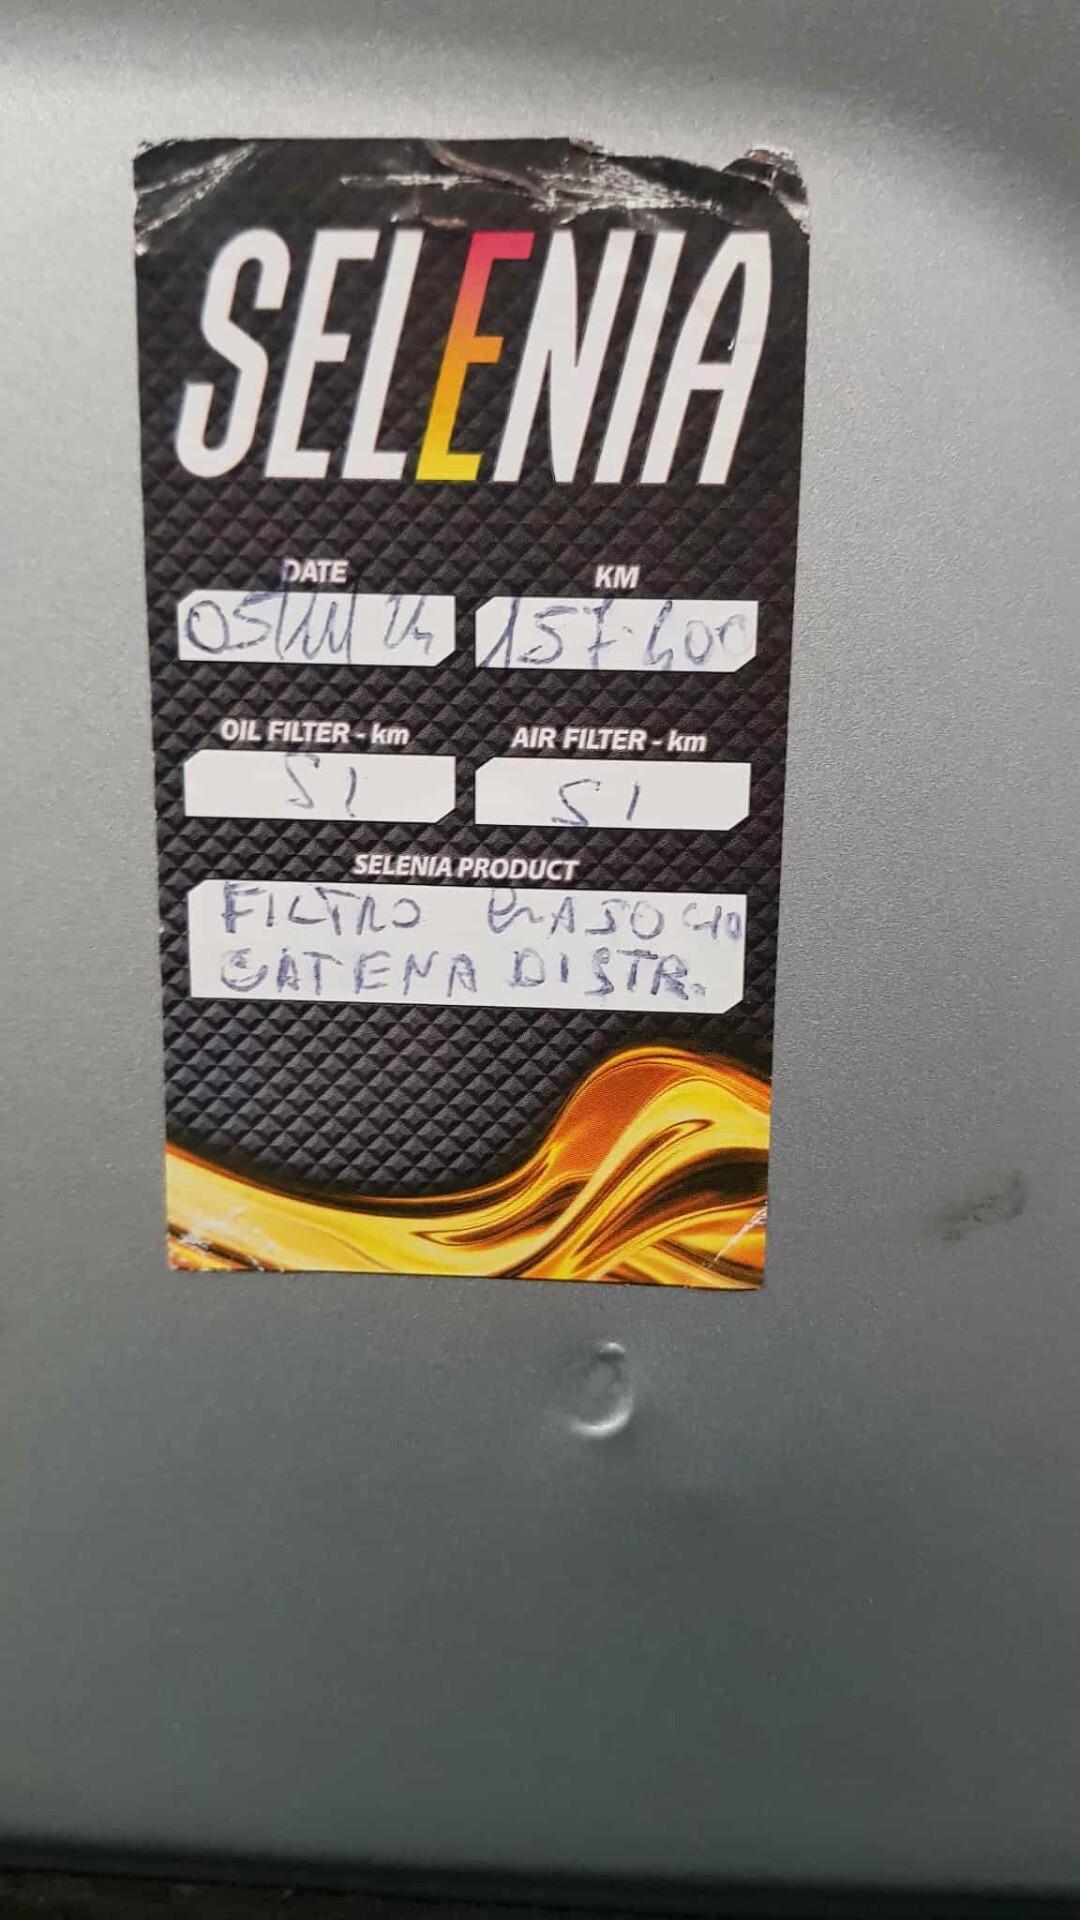 SELENIA
DATE KM
05/11/24 157.400
OIL FILTER - km AIR FILTER - km
SI SI
SELENIA PRODUCT
FILTRO GASOLIO
CATENA DISTR.